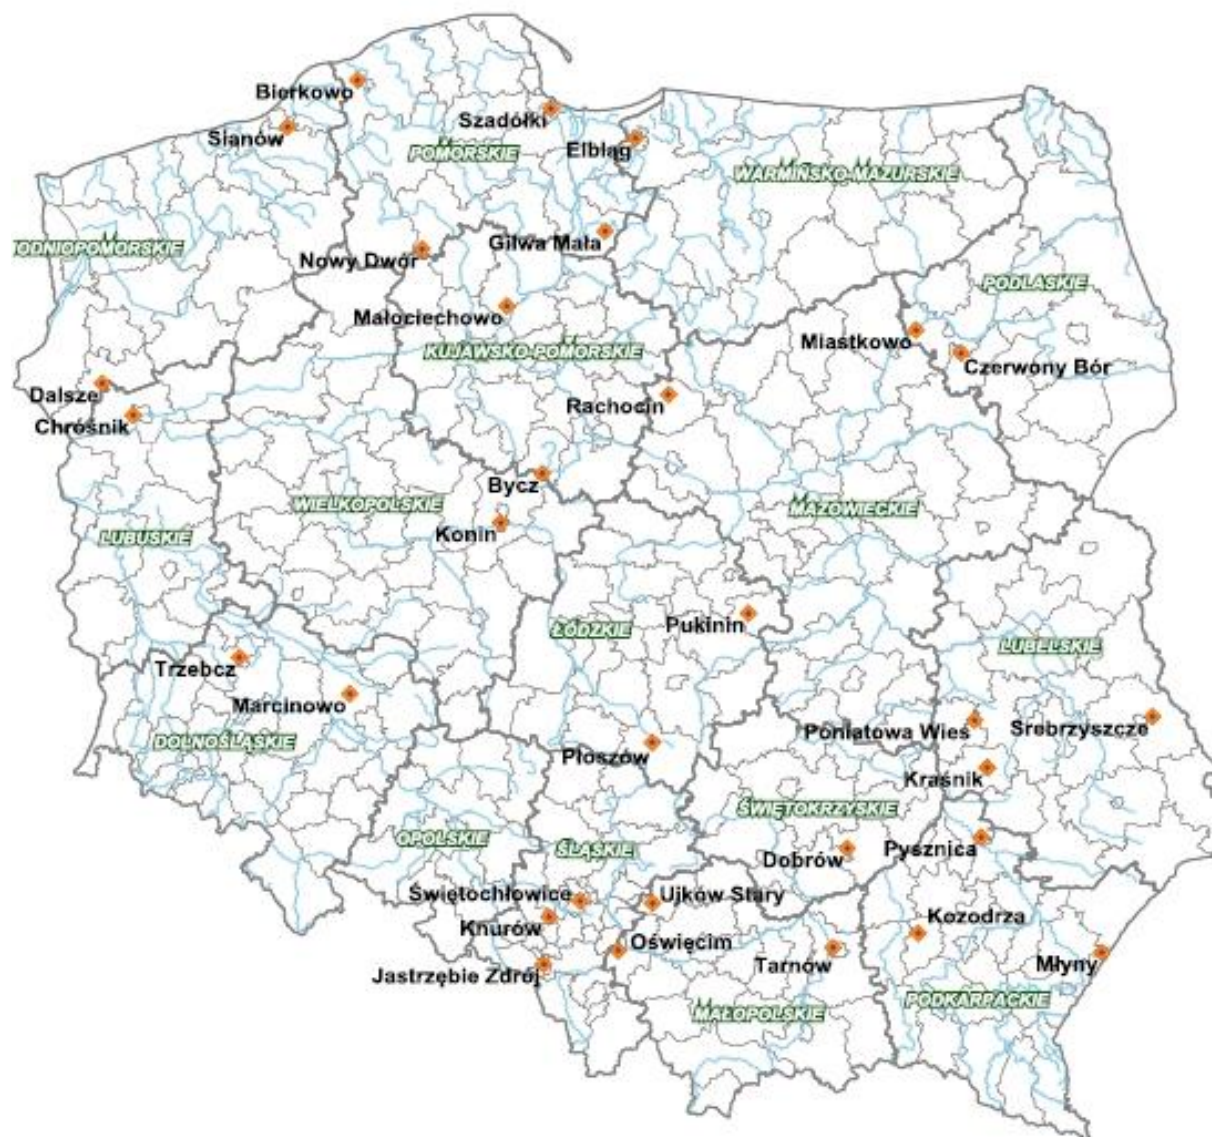 Bierkowo
Szadółki
Sianów
Elbląg
POMORSKIE
WARMIŃSKO-MAZURSKIE
Gilwa Mała
ODNIOPOMORSKIE
Nowy Dwór
PODLASKIE
Małociechowo
Miastkowo
KUJAWSKO-POMORSKIE
Czerwony Bór
Dalsze
Rachocin
Chróśnik
Bycz
WIELKOPOLSKIE
MAZOWIECKIE
Konin
LUBUSKIE
Pukinin
ŁÓDZKIE
LUBELSKIE
Trzebcz
Marcinowo
Poniatowa Wieś
Srebrzyszcze
DOLNOŚLĄSKIE
Płoszów
Kraśnik
ŚWIĘTOKRZYSKIE
OPOLSKIE
ŚLĄSKIE
Pysznica
Dobrów
Świętochłowice
Ujków Stary
Kozodrza
Knurów
Oświęcim
Tarnów
Młyny
Jastrzębie Zdrój
PODKARPACKIE
MAŁOPOLSKIE